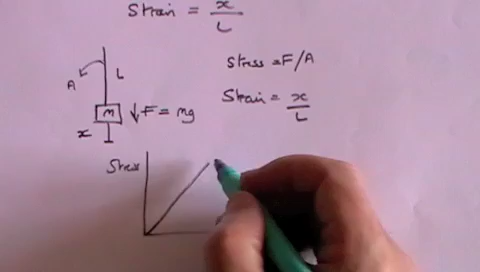 Strain = x/L
L
A
Stress = F/A
m
F = mg
Strain = x/L
x
Stress